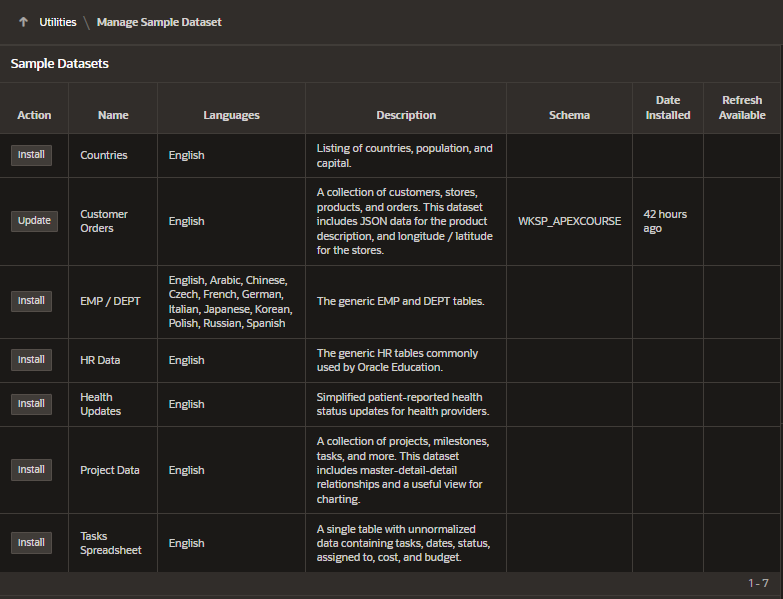 Utilities \ Manage Sample Dataset
Sample Datasets
Action Name Languages Description Schema Date Installed Refresh Available
Install Countries English Listing of countries, population, and
capital.
Update Customer Orders English A collection of customers, stores,
products, and orders. This dataset
includes JSON data for the product
description, and longitude / latitude
for the stores.
WKSP_APEXCOURSE 42 hours
ago
Install EMP / DEPT English, Arabic, Chinese,
Czech, French, German,
Italian, Japanese, Korean,
Polish, Russian, Spanish
The generic EMP and DEPT tables.
Install HR Data English The generic HR tables commonly
used by Oracle Education.
Install Health Updates English Simplified patient-reported health
status updates for health providers.
Install Project Data English A collection of projects, milestones,
tasks, and more. This dataset
includes master-detail-detail
relationships and a useful view for
charting.
Install Tasks Spreadsheet English A single table with unnormalized
data containing tasks, dates, status,
assigned to, cost, and budget.
1 - 7